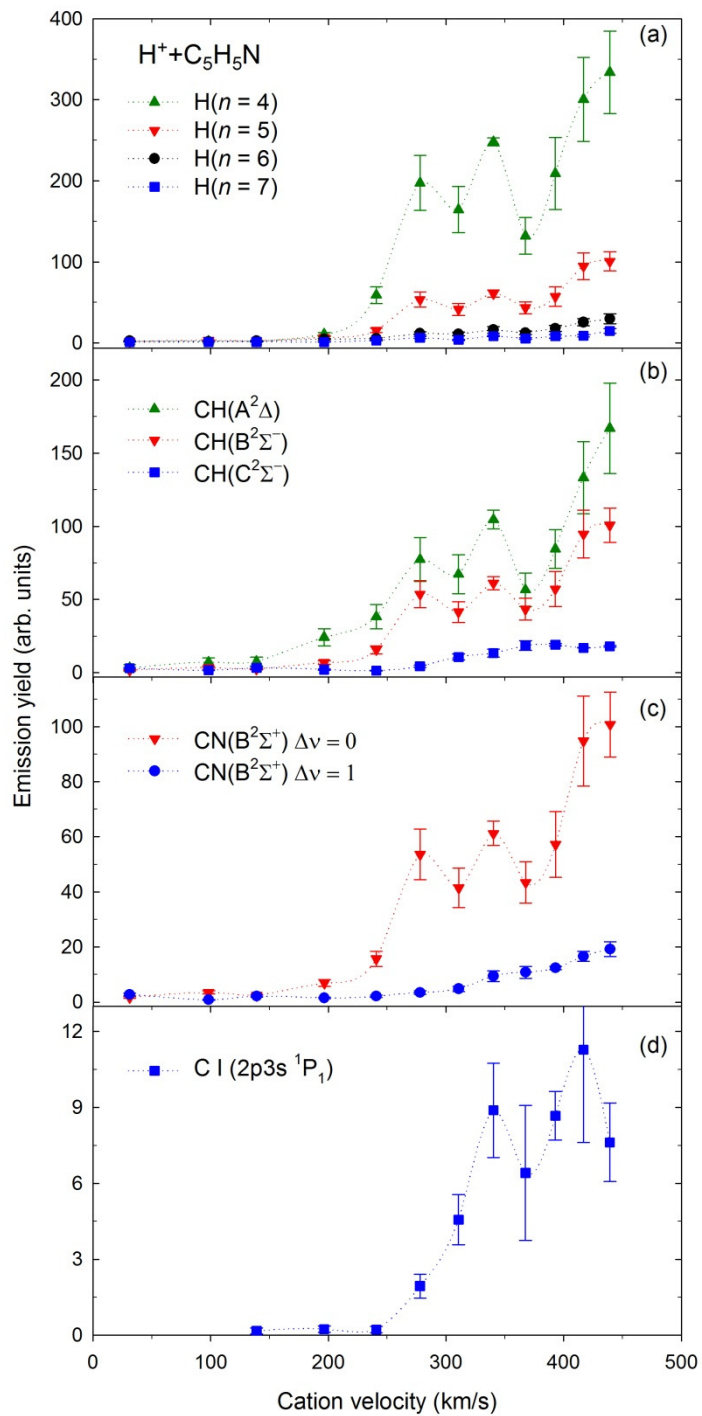 (a)
H⁺+C₅H₅N
H(n = 4)
H(n = 5)
H(n = 6)
H(n = 7)
400
300
200
100
0
(b)
CH(A²Δ)
CH(B²Σ⁻)
CH(C²Σ⁻)
200
150
100
50
0
Emission yield (arb. units)
(c)
CN(B²Σ⁺) Δν = 0
CN(B²Σ⁺) Δν = 1
100
80
60
40
20
0
(d)
C I (2p3s ¹P₁)
12
9
6
3
0
0 100 200 300 400 500
Cation velocity (km/s)